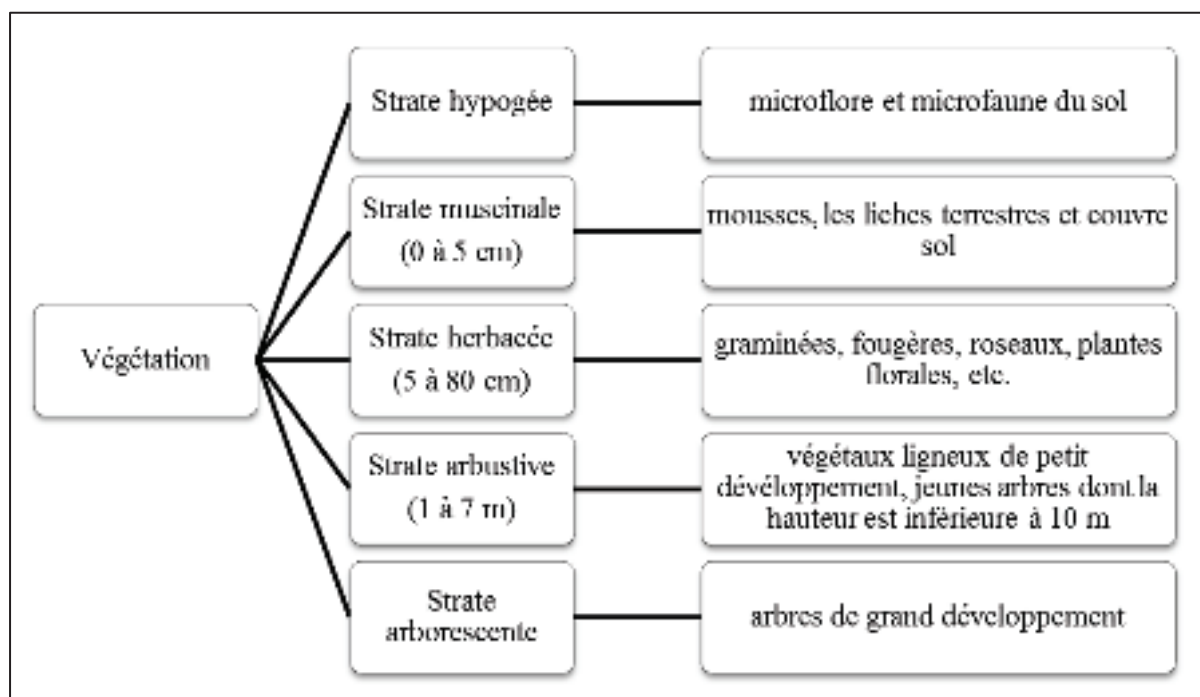 Végétation
Strate hypogée
microflore et microfaune du sol
Strate muscinale
(0 à 5 cm)
mousses, les liches terrestres et couvre
sol
Strate herbacée
(5 à 80 cm)
graminées, fougères, roseaux, plantes
florales, etc.
Strate arbustive
(1 à 7 m)
végétaux ligneux de petit
dévéloppement, jeunes arbres dont la
hauteur est inférieure à 10 m
Strate
arborescente
arbres de grand développement